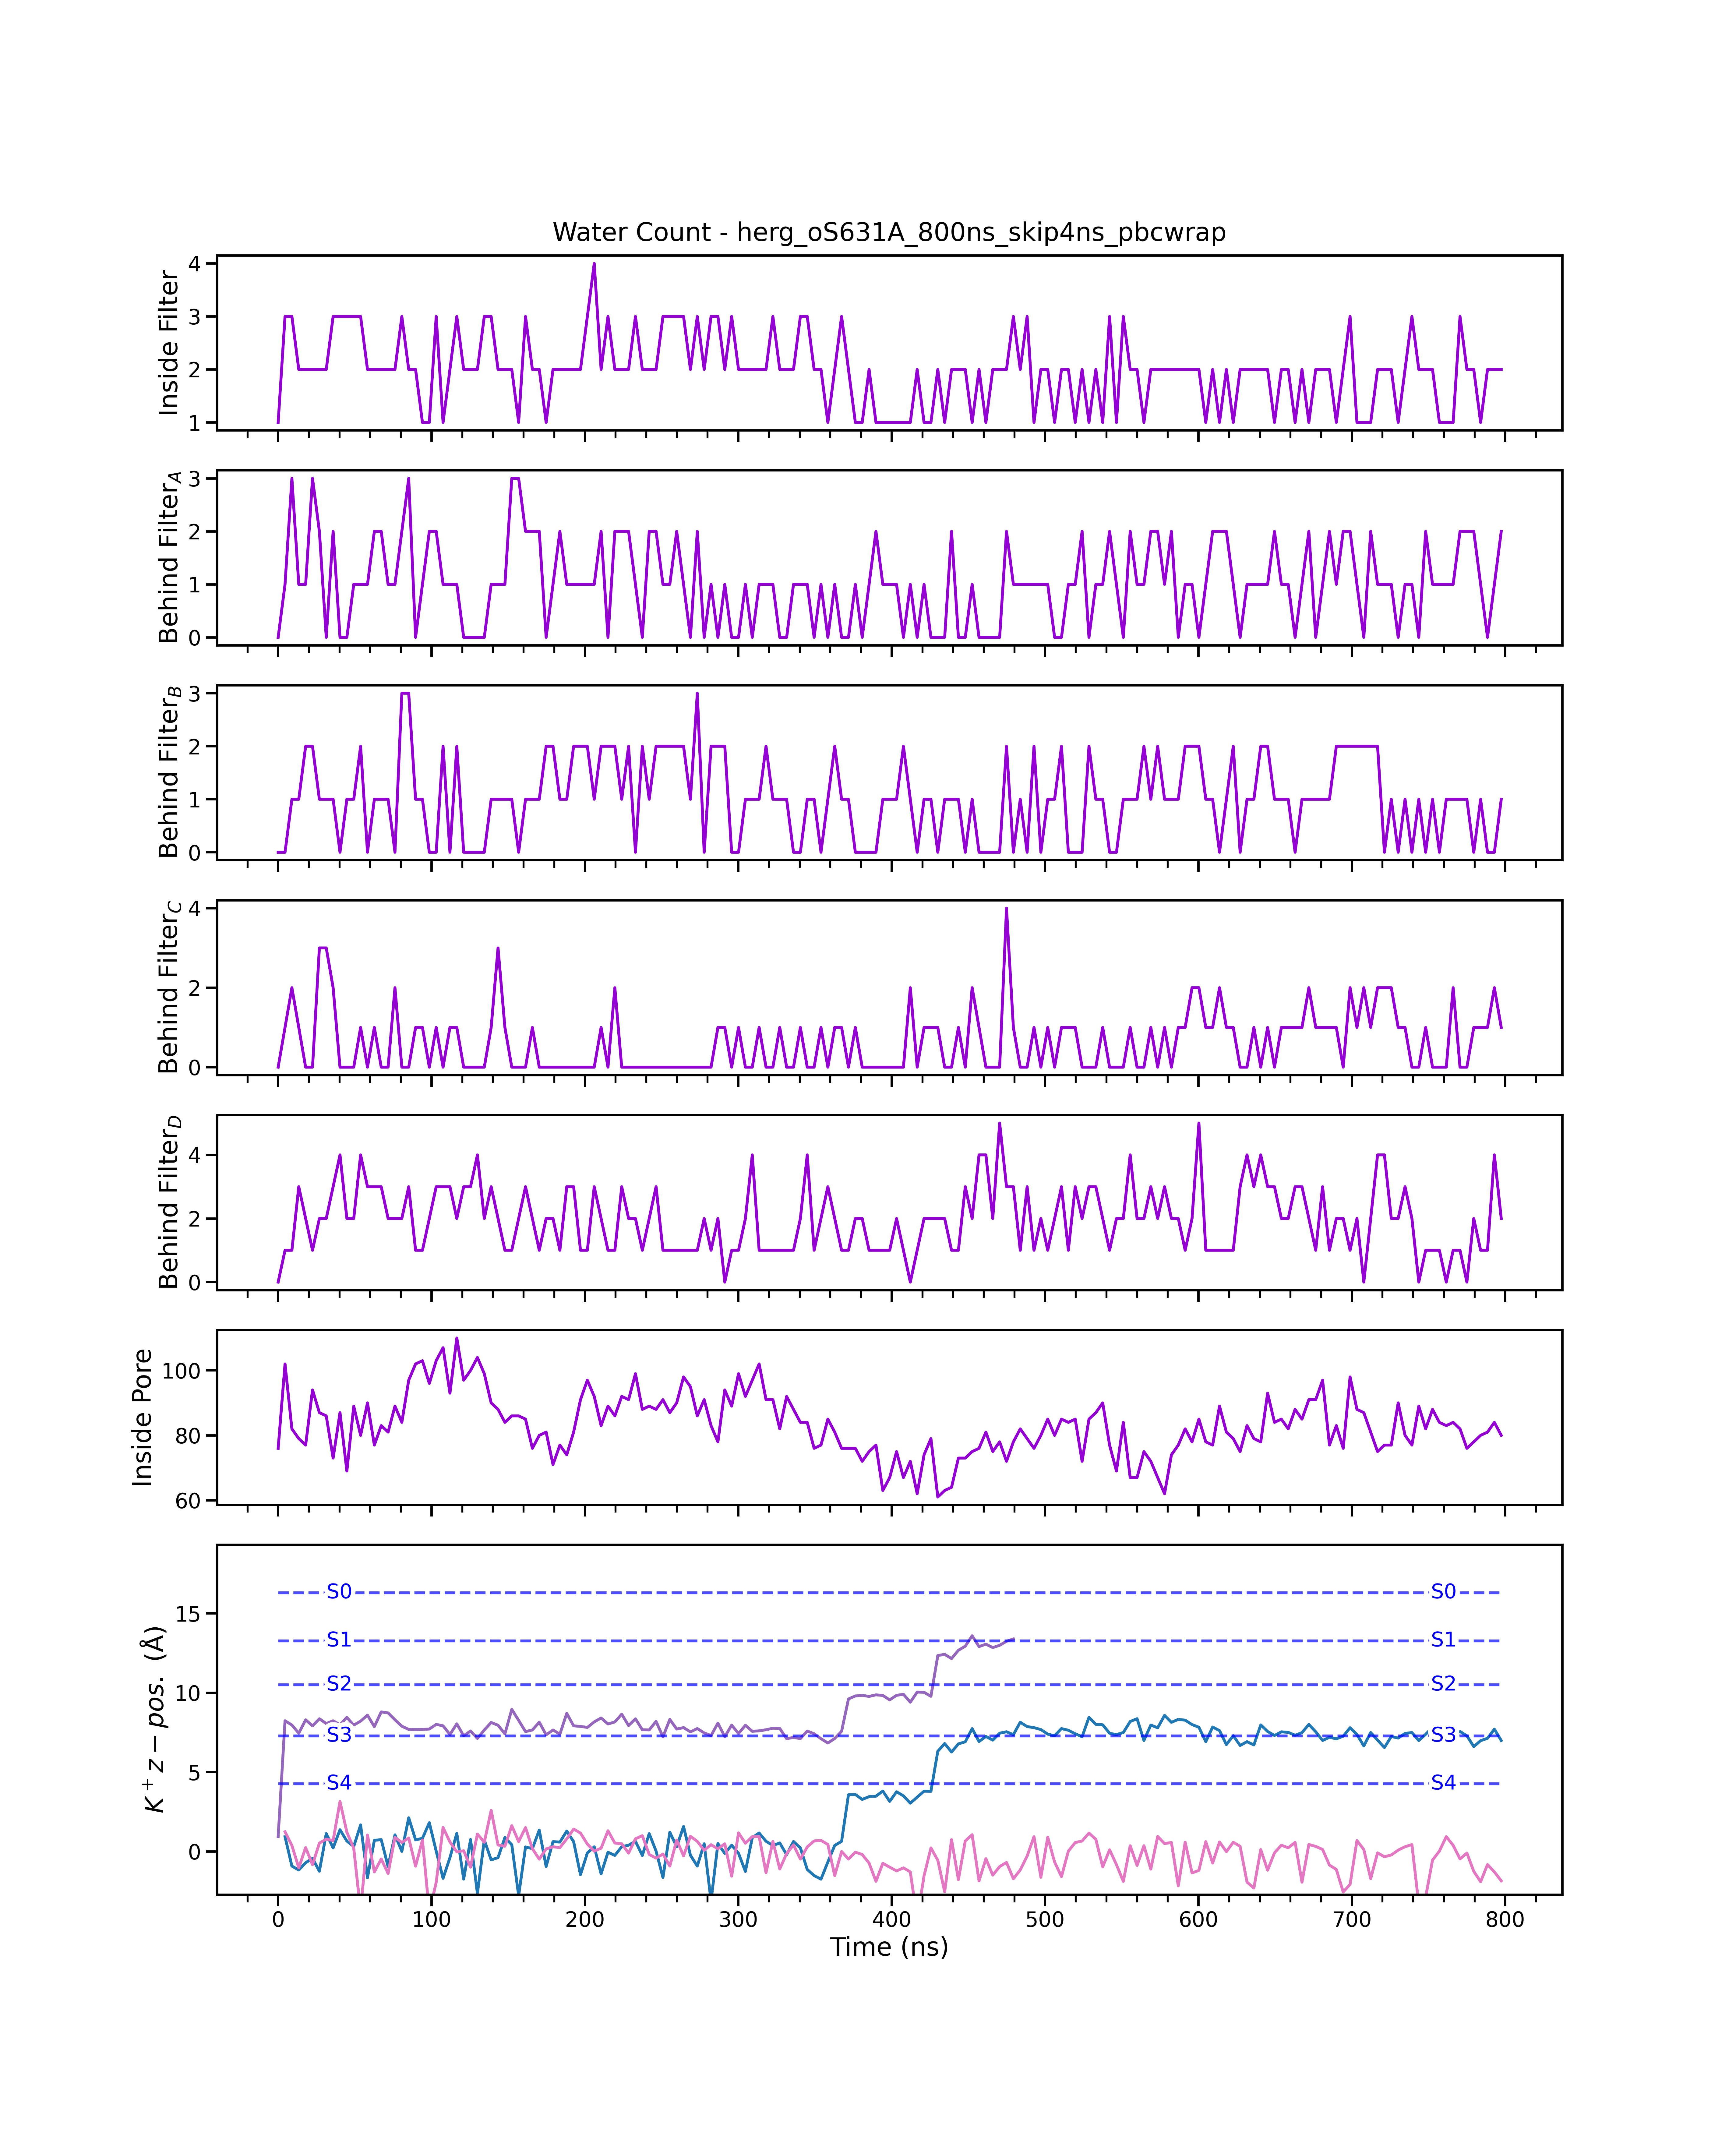 Water Count - herg_oS631A_800ns_skip4ns_pbcwrap
Inside Filter
4
3
2
1
Behind Filter_A
3
2
1
0
Behind Filter_B
3
2
1
0
Behind Filter_C
4
2
0
Behind Filter_D
4
2
0
Inside Pore
100
80
60
K⁺ z − pos. (Å)
15
10
5
0
S0 S0
S1 S1
S2 S2
S3 S3
S4 S4
0 100 200 300 400 500 600 700 800
Time (ns)